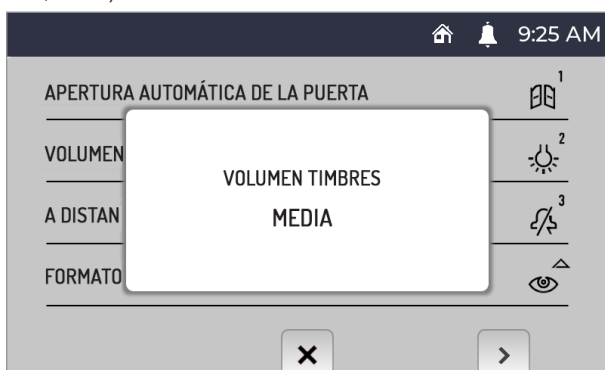 9:25 AM
APERTURA AUTOMÁTICA DE LA PUERTA 1
VOLUMEN 2
VOLUMEN TIMBRES
A DISTAN 3
MEDIA
FORMATO